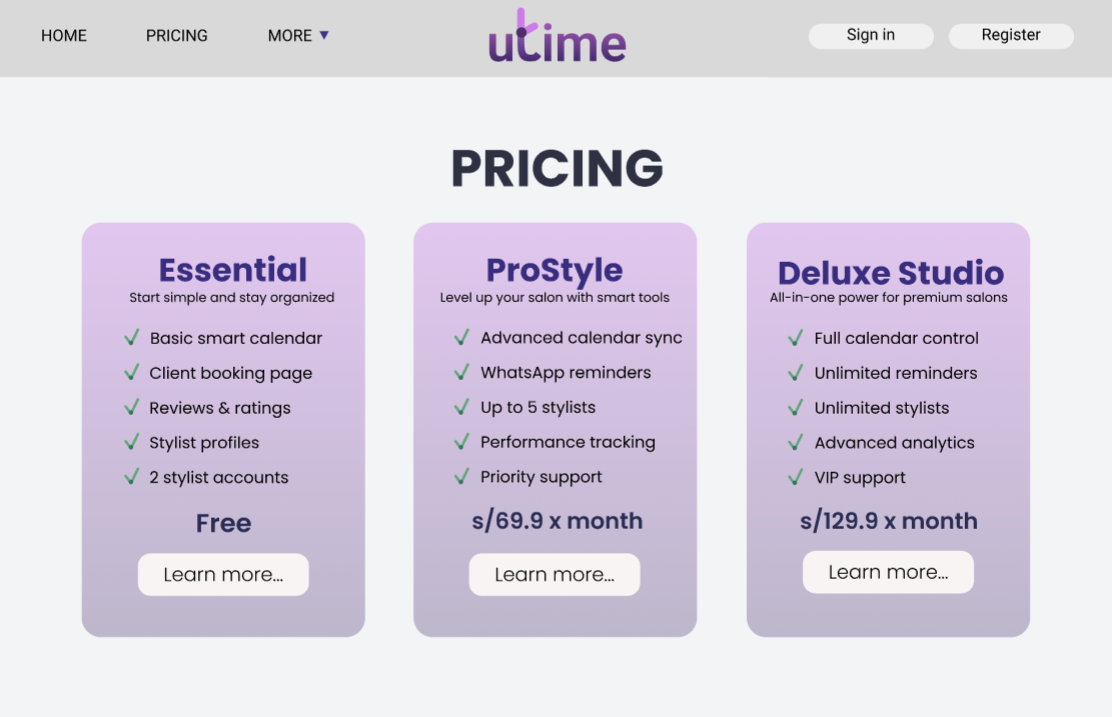 HOME
PRICING
MORE
utime
Sign in
Register
PRICING
Essential
Start simple and stay organized
Basic smart calendar
Client booking page
Reviews & ratings
Stylist profiles
2 stylist accounts
Free
Learn more...
ProStyle
Level up your salon with smart tools
Advanced calendar sync
WhatsApp reminders
Up to 5 stylists
Performance tracking
Priority support
s/69.9 x month
Learn more...
Deluxe Studio
All-in-one power for premium salons
Full calendar control
Unlimited reminders
Unlimited stylists
Advanced analytics
VIP support
s/129.9 x month
Learn more...